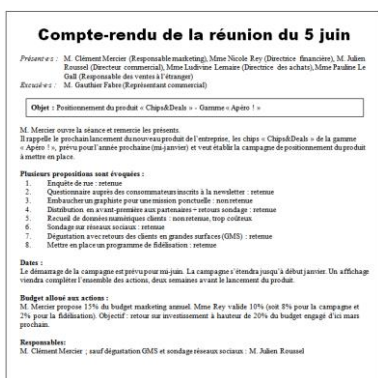 Compte-rendu de la réunion du 5 juin
Présent·e·s : M. Clément Mercier (Responsable marketing), Mme Nicole Rey (Directrice financière), M. Julien
Roussel (Directeur commercial), Mme Ludivine Lemaire (Directrice des achats), Mme Pauline Le
Gall (Responsable des ventes à l'étranger)
Excusé·e·s : M. Gauthier Fabre (Représentant commercial)
Objet : Positionnement du produit « Chips&Deals » - Gamme « Apéro ! »
M. Mercier ouvre la séance et remercie les présents.
Il rappelle le prochain lancement du nouveau produit de l'entreprise, les chips « Chips&Deals » de la gamme
« Apéro ! », prévu pour l'année prochaine (mi-janvier) et veut établir la campagne de positionnement du produit
à mettre en place.
Plusieurs propositions sont évoquées :
1. Enquête de rue : retenue
2. Questionnaire auprès des consommateurs inscrits à la newsletter : retenue
3. Embaucher un graphiste pour une mission ponctuelle : non retenue
4. Distribution en avant-première aux partenaires + retours sondage : retenue
5. Recueil de données numériques clients : non retenue, trop coûteux
6. Sondage sur réseaux sociaux : retenue
7. Dégustation avec retours des clients en grandes surfaces (GMS) : retenue
8. Mettre en place un programme de fidélisation : retenue
Dates :
Le démarrage de la campagne est prévu pour mi-juin. La campagne s'étendra jusqu'à début janvier. Un affichage
viendra compléter l'ensemble des actions, deux semaines avant le lancement du produit.
Budget alloué aux actions :
M. Mercier propose 15% du budget marketing annuel. Mme Rey valide 10% (soit 8% pour la campagne et
2% pour la fidélisation). Objectif : retour sur investissement à hauteur de 20% du budget engagé d'ici mars
prochain.
Responsables:
M. Clément Mercier ; sauf dégustation GMS et sondage réseaux sociaux : M. Julien Roussel